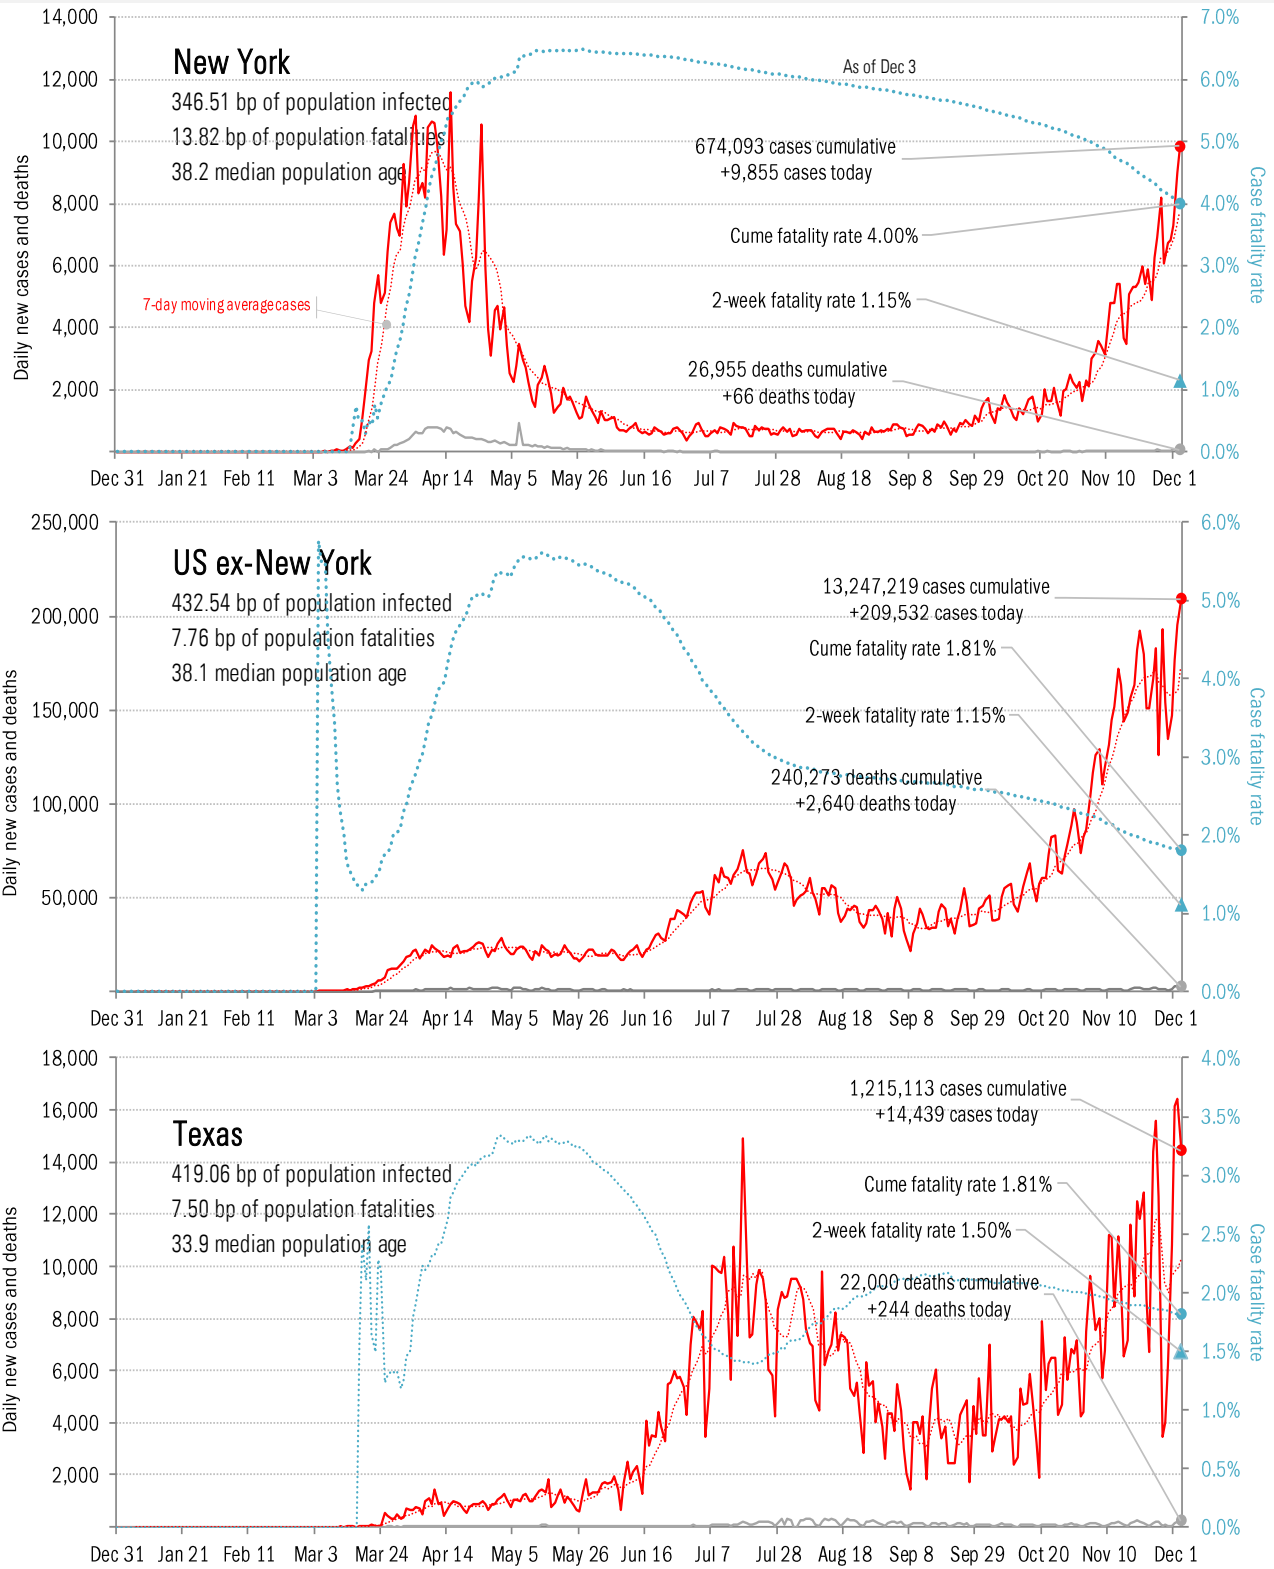 14,000
12,000
10,000
8,000
6,000
4,000
2,000
Daily new cases and deaths
7.0%
6.0%
5.0%
4.0%
3.0%
2.0%
1.0%
0.0%
Case fatality rate
New York
346.51 bp of population infected
13.82 bp of population fatalities
38.2 median population age
7-day moving average cases
As of Dec 3
674,093 cases cumulative
+9,855 cases today
Cume fatality rate 4.00%
2-week fatality rate 1.15%
26,955 deaths cumulative
+66 deaths today
Dec 31 Jan 21 Feb 11 Mar 3 Mar 24 Apr 14 May 5 May 26 Jun 16 Jul 7 Jul 28 Aug 18 Sep 8 Sep 29 Oct 20 Nov 10 Dec 1
250,000
200,000
150,000
100,000
50,000
Daily new cases and deaths
6.0%
5.0%
4.0%
3.0%
2.0%
1.0%
0.0%
Case fatality rate
US ex-New York
432.54 bp of population infected
7.76 bp of population fatalities
38.1 median population age
13,247,219 cases cumulative
+209,532 cases today
Cume fatality rate 1.81%
2-week fatality rate 1.15%
240,273 deaths cumulative
+2,640 deaths today
Dec 31 Jan 21 Feb 11 Mar 3 Mar 24 Apr 14 May 5 May 26 Jun 16 Jul 7 Jul 28 Aug 18 Sep 8 Sep 29 Oct 20 Nov 10 Dec 1
18,000
16,000
14,000
12,000
10,000
8,000
6,000
4,000
2,000
Daily new cases and deaths
4.0%
3.5%
3.0%
2.5%
2.0%
1.5%
1.0%
0.5%
0.0%
Case fatality rate
Texas
419.06 bp of population infected
7.50 bp of population fatalities
33.9 median population age
1,215,113 cases cumulative
+14,439 cases today
Cume fatality rate 1.81%
2-week fatality rate 1.50%
22,000 deaths cumulative
+244 deaths today
Dec 31 Jan 21 Feb 11 Mar 3 Mar 24 Apr 14 May 5 May 26 Jun 16 Jul 7 Jul 28 Aug 18 Sep 8 Sep 29 Oct 20 Nov 10 Dec 1